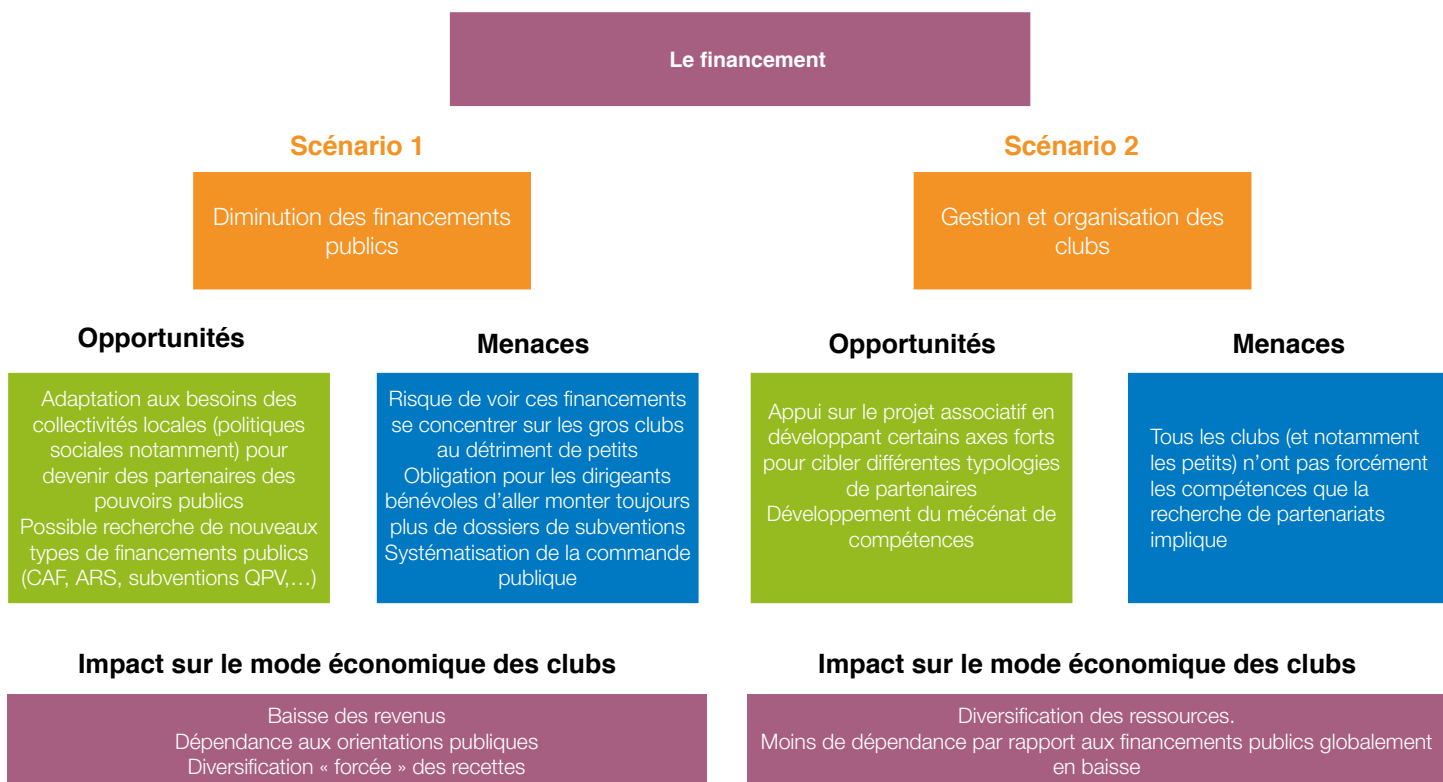 Le financement
Scénario 1
Diminution des financements
publics
Opportunités
Adaptation aux besoins des
collectivités locales (politiques
sociales notamment) pour
devenir des partenaires des
pouvoirs publics
Possible recherche de nouveaux
types de financements publics
(CAF, ARS, subventions QPV,…)
Menaces
Risque de voir ces financements
se concentrer sur les gros clubs
au détriment de petits
Obligation pour les dirigeants
bénévoles d’aller monter toujours
plus de dossiers de subventions
Systématisation de la commande
publique
Impact sur le mode économique des clubs
Baisse des revenus
Dépendance aux orientations publiques
Diversification « forcée » des recettes
Scénario 2
Gestion et organisation des
clubs
Opportunités
Appui sur le projet associatif en
développant certains axes forts
pour cibler différentes typologies
de partenaires
Développement du mécénat de
compétences
Menaces
Tous les clubs (et notamment
les petits) n’ont pas forcément
les compétences que la
recherche de partenariats
implique
Impact sur le mode économique des clubs
Diversification des ressources.
Moins de dépendance par rapport aux financements publics globalement
en baisse